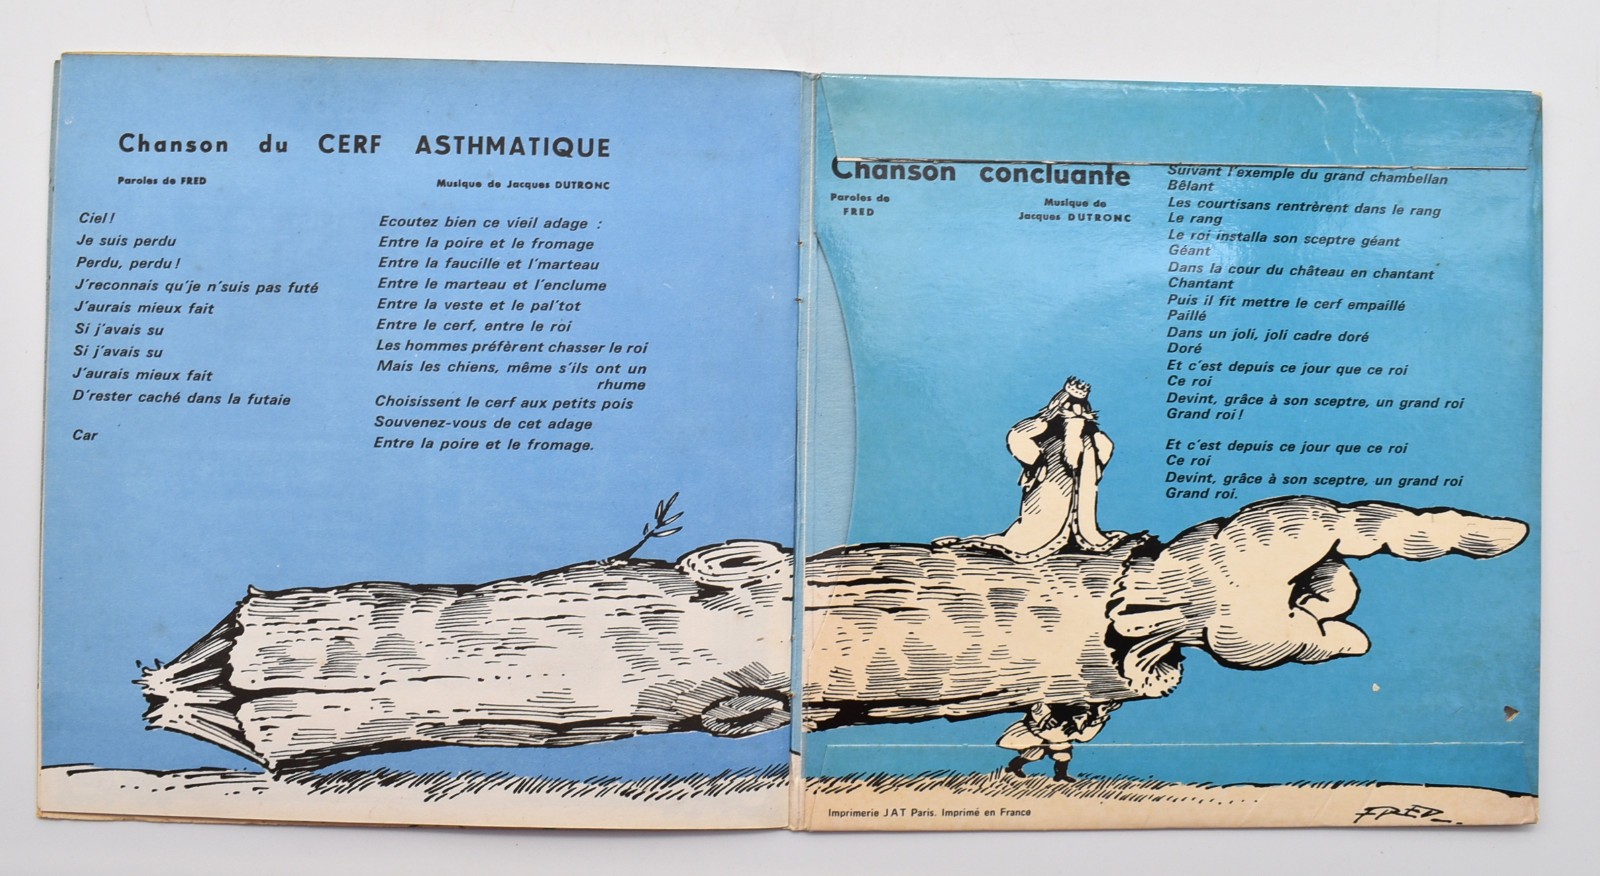 Chanson du CERF ASTHMATIQUE
Paroles de FRED
Musique de Jacques DUTRONC
Ciel !
Je suis perdu
Perdu, perdu !
J'reconnais qu'je n'suis pas futé
J'aurais mieux fait
Si j'avais su
Si j'avais su
J'aurais mieux fait
D'rester caché dans la futaie
Car
Ecoutez bien ce vieil adage :
Entre la poire et le fromage
Entre la faucille et l'marteau
Entre le marteau et l'enclume
Entre la veste et le pal'tot
Entre le cerf, entre le roi
Les hommes préfèrent chasser le roi
Mais les chiens, même s'ils ont un
rhume
Choisissent le cerf aux petits pois
Souvenez-vous de cet adage
Entre la poire et le fromage.
Chanson concluante
Paroles de
FRED
Musique de
Jacques DUTRONC
Suivant l'exemple du grand chambellan
Bêlant
Les courtisans rentrèrent dans le rang
Le rang
Le roi installa son sceptre géant
Géant
Dans la cour du château en chantant
Chantant
Puis il fit mettre le cerf empaillé
Paillé
Dans un joli, joli cadre doré
Doré
Et c'est depuis ce jour que ce roi
Ce roi
Devint, grâce à son sceptre, un grand roi
Grand roi !
Et c'est depuis ce jour que ce roi
Ce roi
Devint, grâce à son sceptre, un grand roi
Grand roi.
Imprimerie JAT Paris. Imprimé en France
FRED